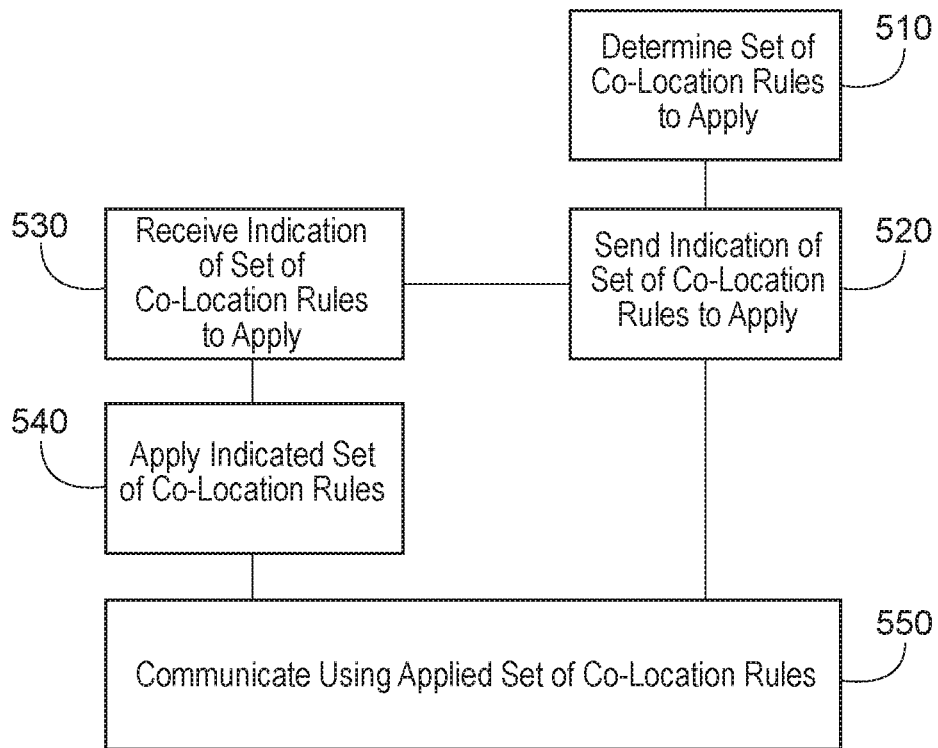 510
Determine Set of
Co-Location Rules
to Apply
530
Receive Indication
of Set of
Co-Location Rules
to Apply
Send Indication of
Set of Co-Location
Rules to Apply
520
540
Apply Indicated Set
of Co-Location Rules
550
Communicate Using Applied Set of Co-Location Rules